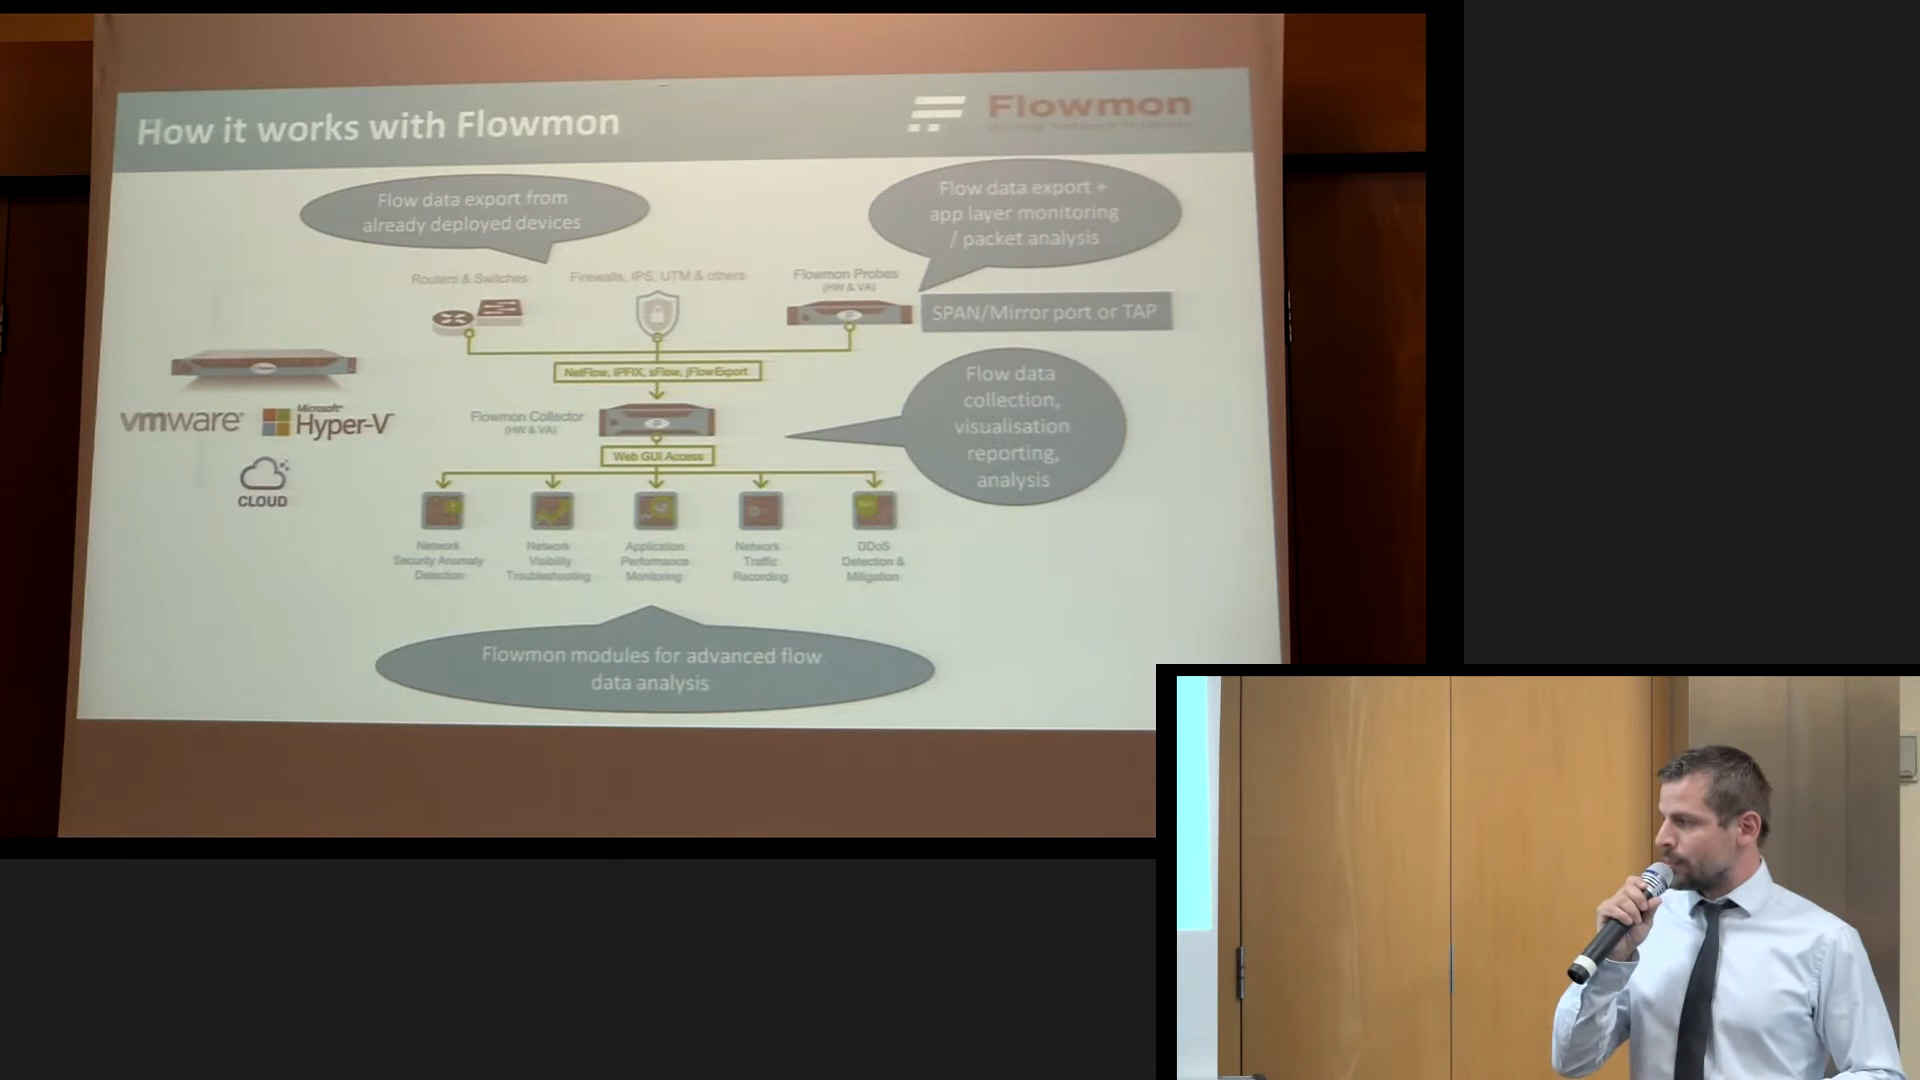 How it works with Flowmon
Flowmon
Flow data export from
already deployed devices
Flow data export +
app layer monitoring
/ packet analysis
Routers & Switches
Firewalls, IPS, UTM & others
Flowmon Probes
(HW & VA)
SPAN/Mirror port or TAP
NetFlow, IPFIX, sFlow, jFlow Export
Flow data
collection,
visualisation
reporting,
analysis
vmware
Microsoft
Hyper-V
CLOUD
Flowmon Collector
(HW & VA)
Web GUI Access
Network
Security Anomaly
Detection
Network
Visibility
Troubleshooting
Application
Performance
Monitoring
Network
Traffic
Recording
DDoS
Detection &
Mitigation
Flowmon modules for advanced flow
data analysis